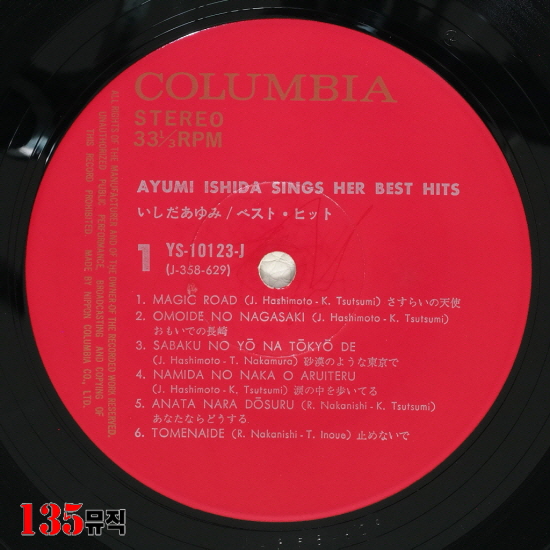 COLUMBIA
STEREO
33⅓RPM
AYUMI ISHIDA SINGS HER BEST HITS
いしだあゆみ/ベスト・ヒット
1 YS-10123-J
(J-358-629)
1. MAGIC ROAD (J. Hashimoto - K. Tsutsumi) さすらいの天使
2. OMOIDE NO NAGASAKI (J. Hashimoto - K. Tsutsumi)
おもいでの長崎
3. SABAKU NO YŌ NA TŌKYŌ DE
(J. Hashimoto - T. Nakamura) 砂漠のような東京で
4. NAMIDA NO NAKA O ARUITERU
(J. Hashimoto - K. Tsutsumi) 涙の中を歩いてる
5. ANATA NARA DŌSURU (R. Nakanishi - K. Tsutsumi)
あなたならどうする
6. TOMENAIDE (R. Nakanishi - T. Inoue) 止めないで
ALL RIGHTS OF THE MANUFACTURERS AND OF THE OWNER OF THE RECORDED WORK RESERVED.
UNAUTHORIZED PUBLIC PERFORMANCE, BROADCASTING AND COPYING OF
THIS RECORD PROHIBITED. MADE BY NIPPON COLUMBIA CO., LTD.
135뮤직